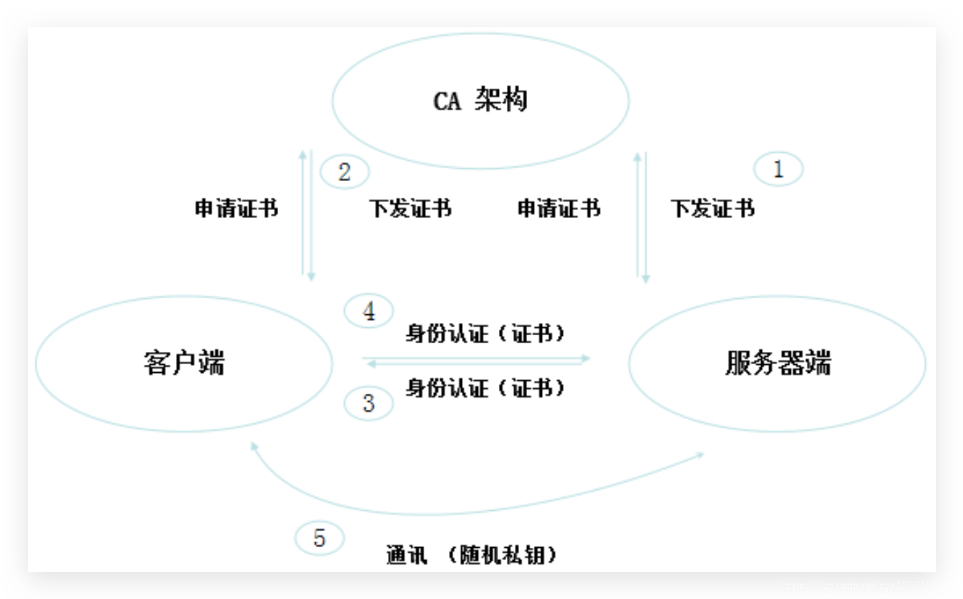 CA 架构
2
1
申请证书
下发证书
申请证书
下发证书
4
身份认证（证书）
客户端
服务器端
身份认证（证书）
3
5
通讯 （随机私钥）